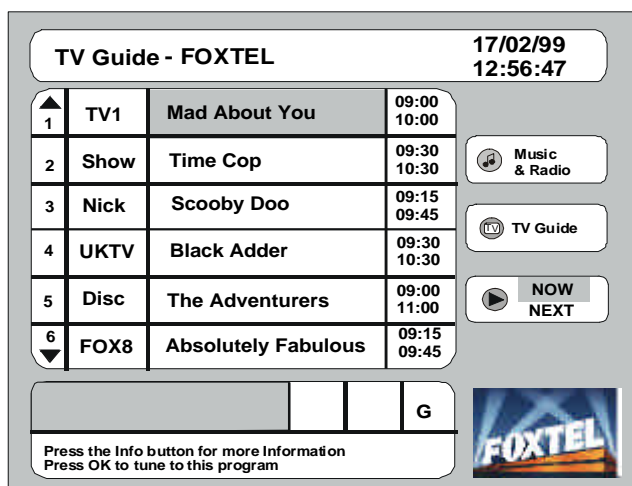 TV Guide - FOXTEL
17/02/99
12:56:47
1 TV1 Mad About You 09:00 10:00
2 Show Time Cop 09:30 10:30
3 Nick Scooby Doo 09:15 09:45
4 UKTV Black Adder 09:30 10:30
5 Disc The Adventurers 09:00 11:00
6 FOX8 Absolutely Fabulous 09:15 09:45
Music
& Radio
TV TV Guide
NOW
NEXT
G
Press the Info button for more Information
Press OK to tune to this program
FOXTEL